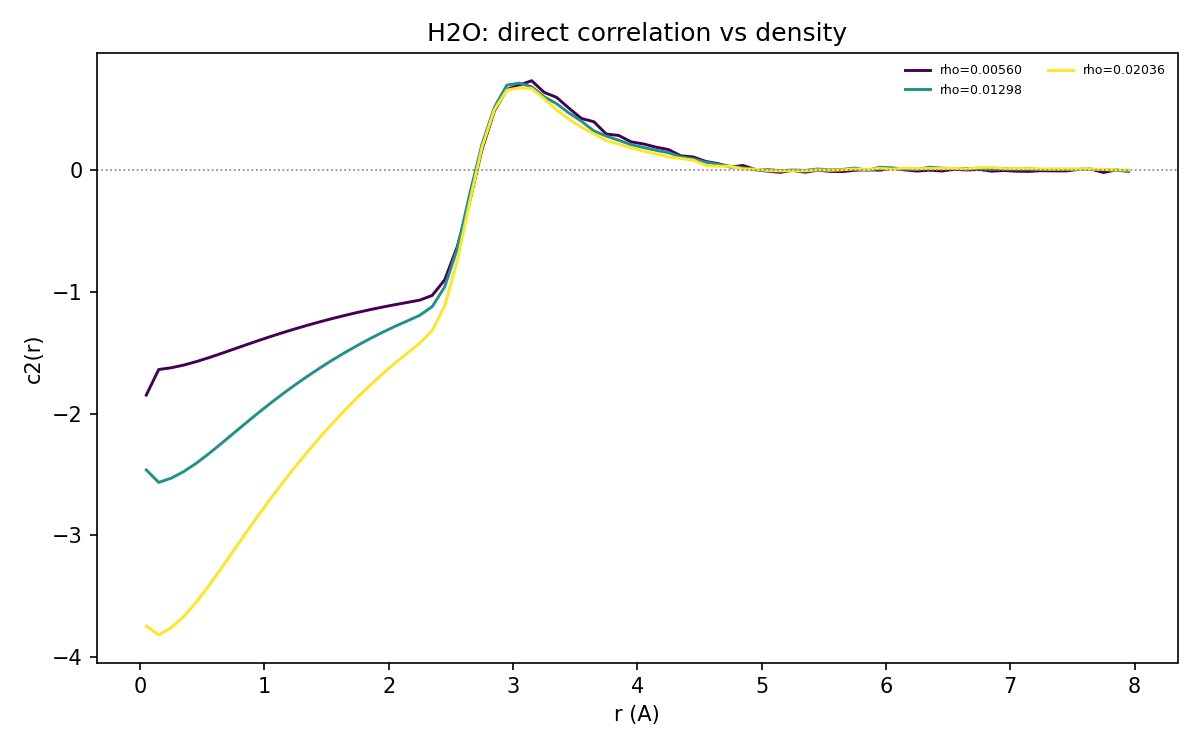 H2O: direct correlation vs density
rho=0.00560
rho=0.01298
rho=0.02036
c2(r)
0
−1
−2
−3
−4
0 1 2 3 4 5 6 7 8
r (A)